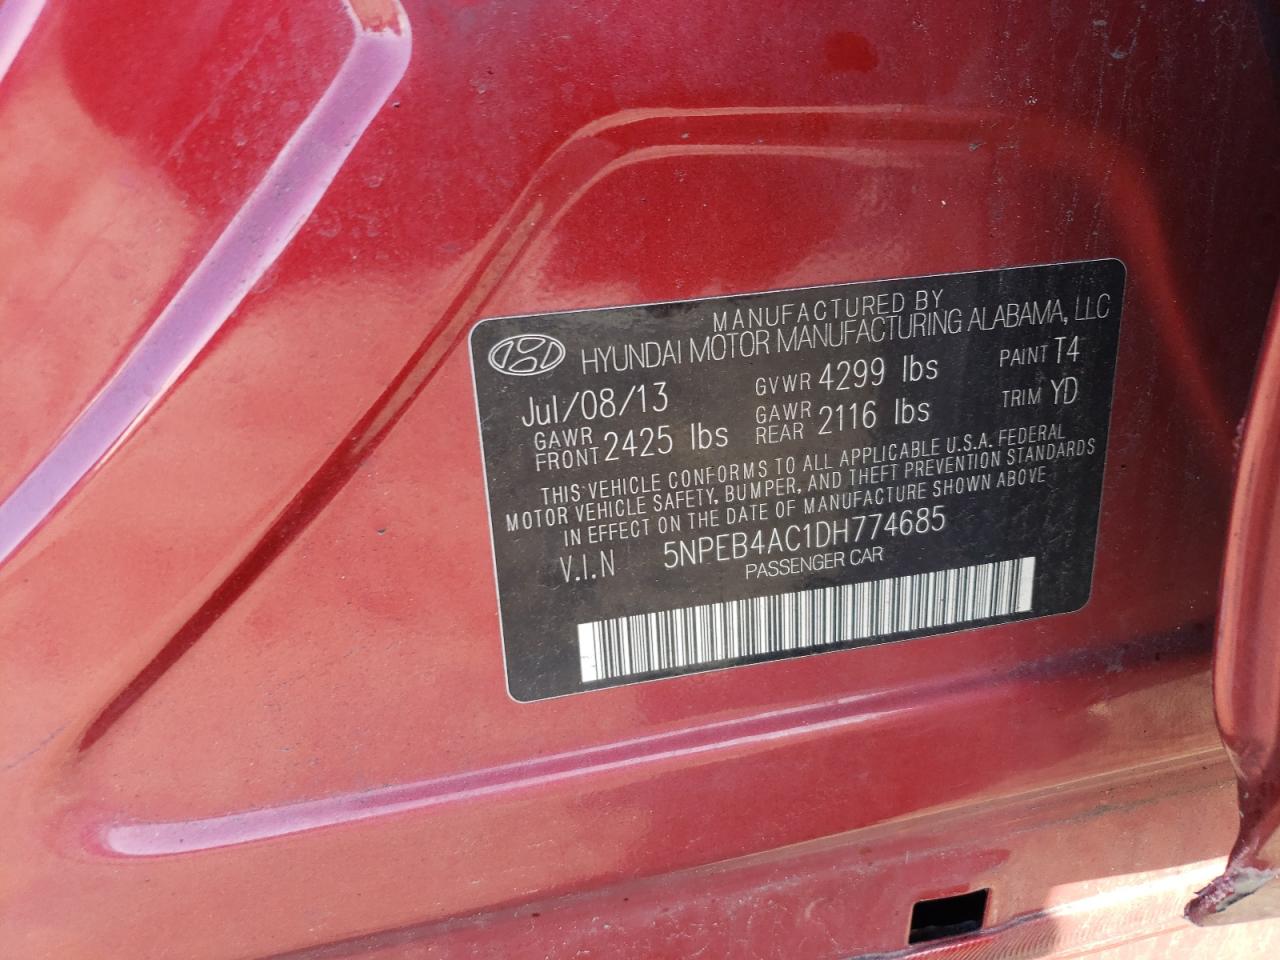 MANUFACTURED BY
HYUNDAI MOTOR MANUFACTURING ALABAMA, LLC
Jul/08/13 GVWR 4299 lbs PAINT T4
GAWR FRONT 2425 lbs GAWR REAR 2116 lbs TRIM YD
THIS VEHICLE CONFORMS TO ALL APPLICABLE U.S.A. FEDERAL
MOTOR VEHICLE SAFETY, BUMPER, AND THEFT PREVENTION STANDARDS
IN EFFECT ON THE DATE OF MANUFACTURE SHOWN ABOVE
V.I.N 5NPEB4AC1DH774685
PASSENGER CAR